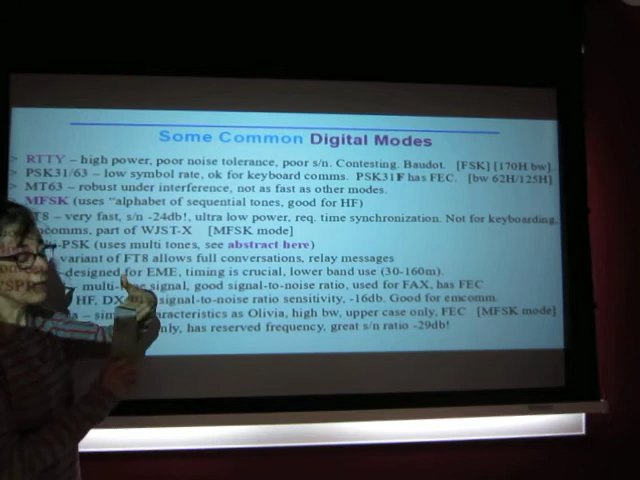 Some Common Digital Modes
> RTTY – high power, poor noise tolerance, poor s/n. Contesting. Baudot. [FSK] [170H bw].
> PSK31/63 – low symbol rate, ok for keyboard comms. PSK31F has FEC. [bw 62H/125H]
> MT63 – robust under interference, not as fast as other modes.
> MFSK (uses “alphabet of sequential tones, good for HF)
T8 – very fast, s/n -24db!, ultra low power, req. time synchronization. Not for keyboarding,
comms, part of WJST-X [MFSK mode]
-PSK (uses multi tones, see abstract here)
variant of FT8 allows full conversations, relay messages
designed for EME, timing is crucial, lower band use (30-160m).
signal, good signal-to-noise ratio, used for FAX, has FEC
HF, signal-to-noise ratio sensitivity, -16db. Good for emcomm.
characteristics as Olivia, high bw, upper case only, FEC [MFSK mode]
only, has reserved frequency, great s/n ratio -29db!